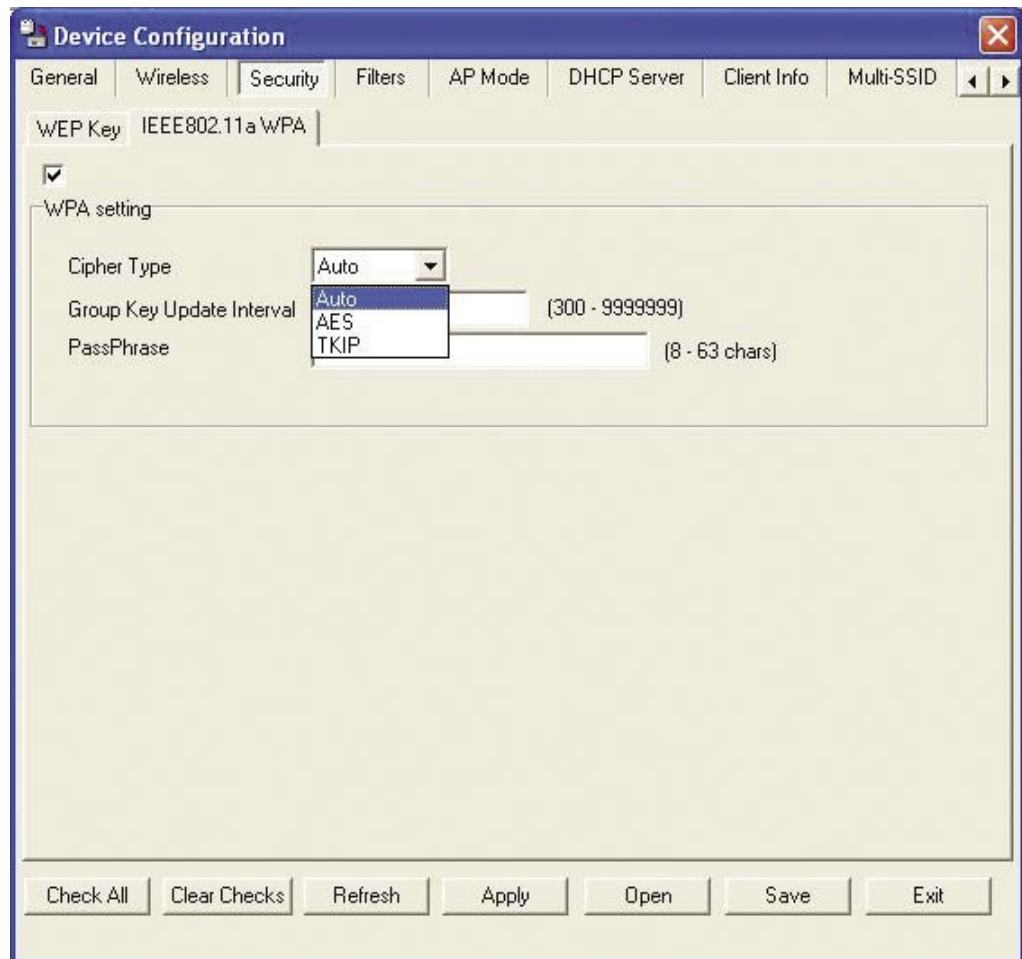 Device Configuration
General Wireless Security Filters AP Mode DHCP Server Client Info Multi-SSID
WEP Key IEEE802.11a WPA
WPA setting
Cipher Type Auto
Auto
AES
TKIP
Group Key Update Interval (300 - 9999999)
PassPhrase (8 - 63 chars)
Check All Clear Checks Refresh Apply Open Save Exit